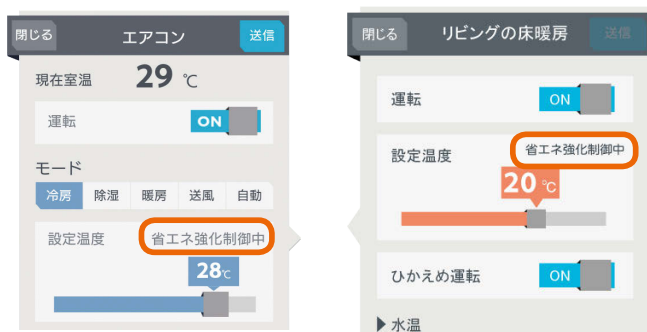 閉じる エアコン 送信
現在室温 29 ℃
運転 ON
モード
冷房 除湿 暖房 送風 自動
設定温度 省エネ強化制御中
28℃
閉じる リビングの床暖房 送信
運転 ON
設定温度 省エネ強化制御中
20 ℃
ひかえめ運転 ON
▶ 水温